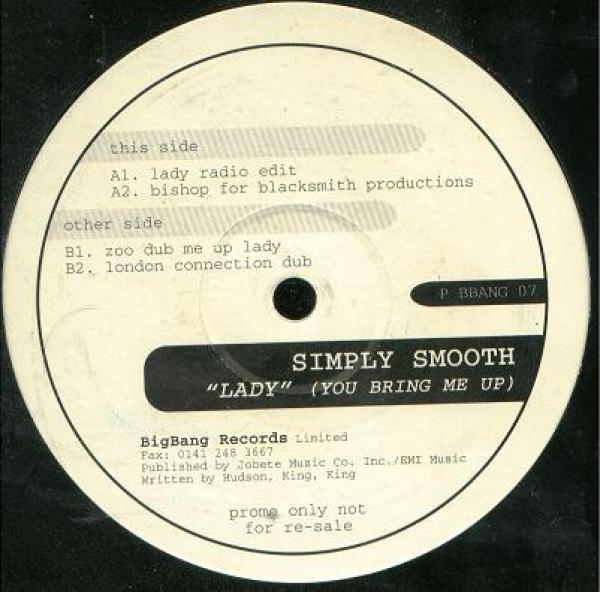 this side
A1. lady radio edit
A2. bishop for blacksmith productions
other side
B1. zoo dub me up lady
B2. london connection dub
P BBANG 07
SIMPLY SMOOTH
"LADY" (YOU BRING ME UP)
BigBang Records Limited
Fax: 0141 248 3667
Published by Jobete Music Co. Inc./EMI Music
Written by Hudson, King, King
promo only not
for re-sale